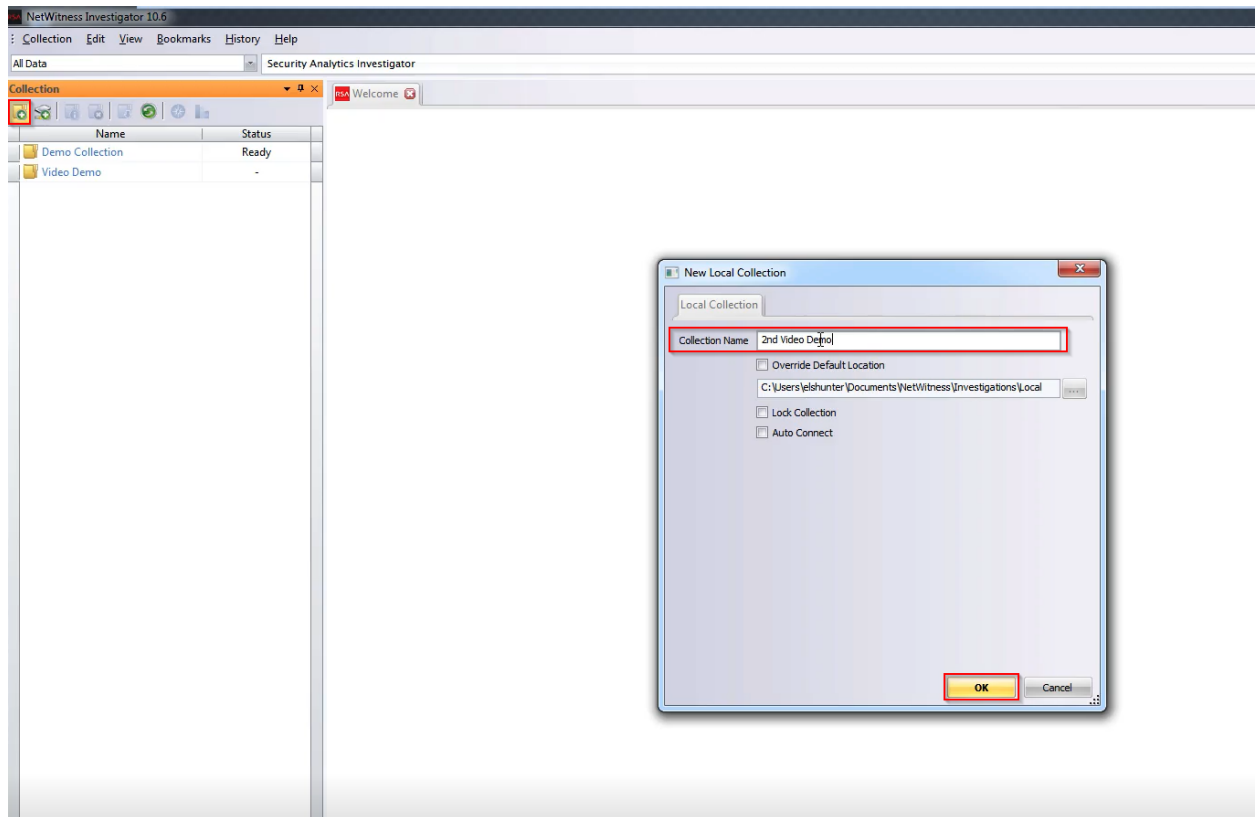 NetWitness Investigator 10.6
Collection Edit View Bookmarks History Help
All Data Security Analytics Investigator
Collection
RSA Welcome
Name Status
Demo Collection Ready
Video Demo -
New Local Collection
Local Collection
Collection Name 2nd Video Demo
Override Default Location
C:\Users\elshunter\Documents\NetWitness\Investigations\Local
...
Lock Collection
Auto Connect
OK Cancel